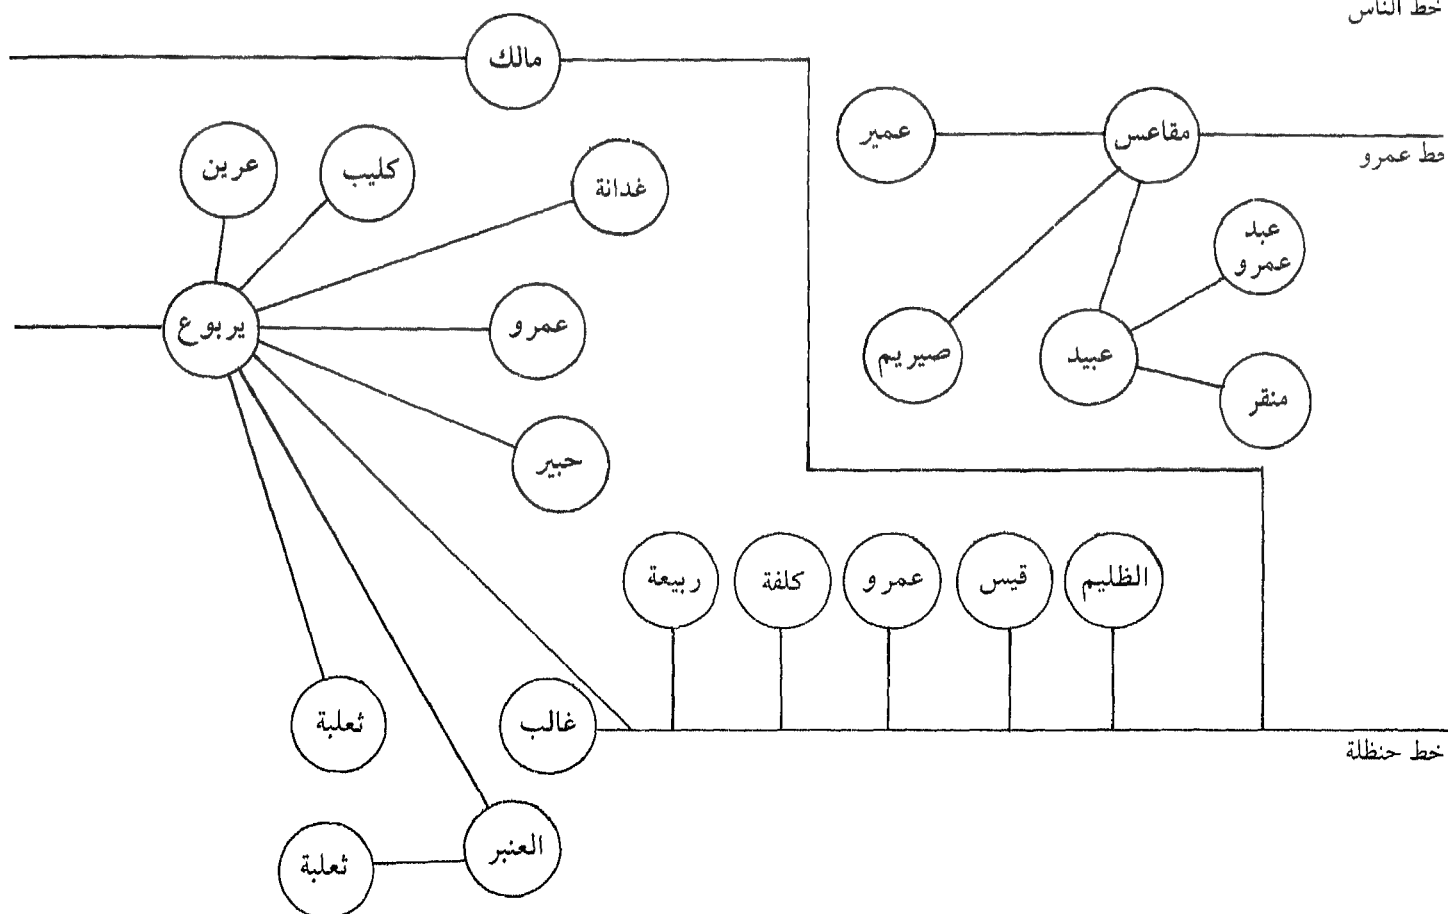 خط الناس
مالك
عمير
مقاعس
خط عمرو
عرين
كليب
غدانة
عبد
عمرو
يربوع
عمرو
صيريم
عبيد
منقر
حبير
ربيعة
كلفة
عمرو
قيس
الظليم
ثعلبة
غالب
خط حنظلة
ثعلبة
العنبر